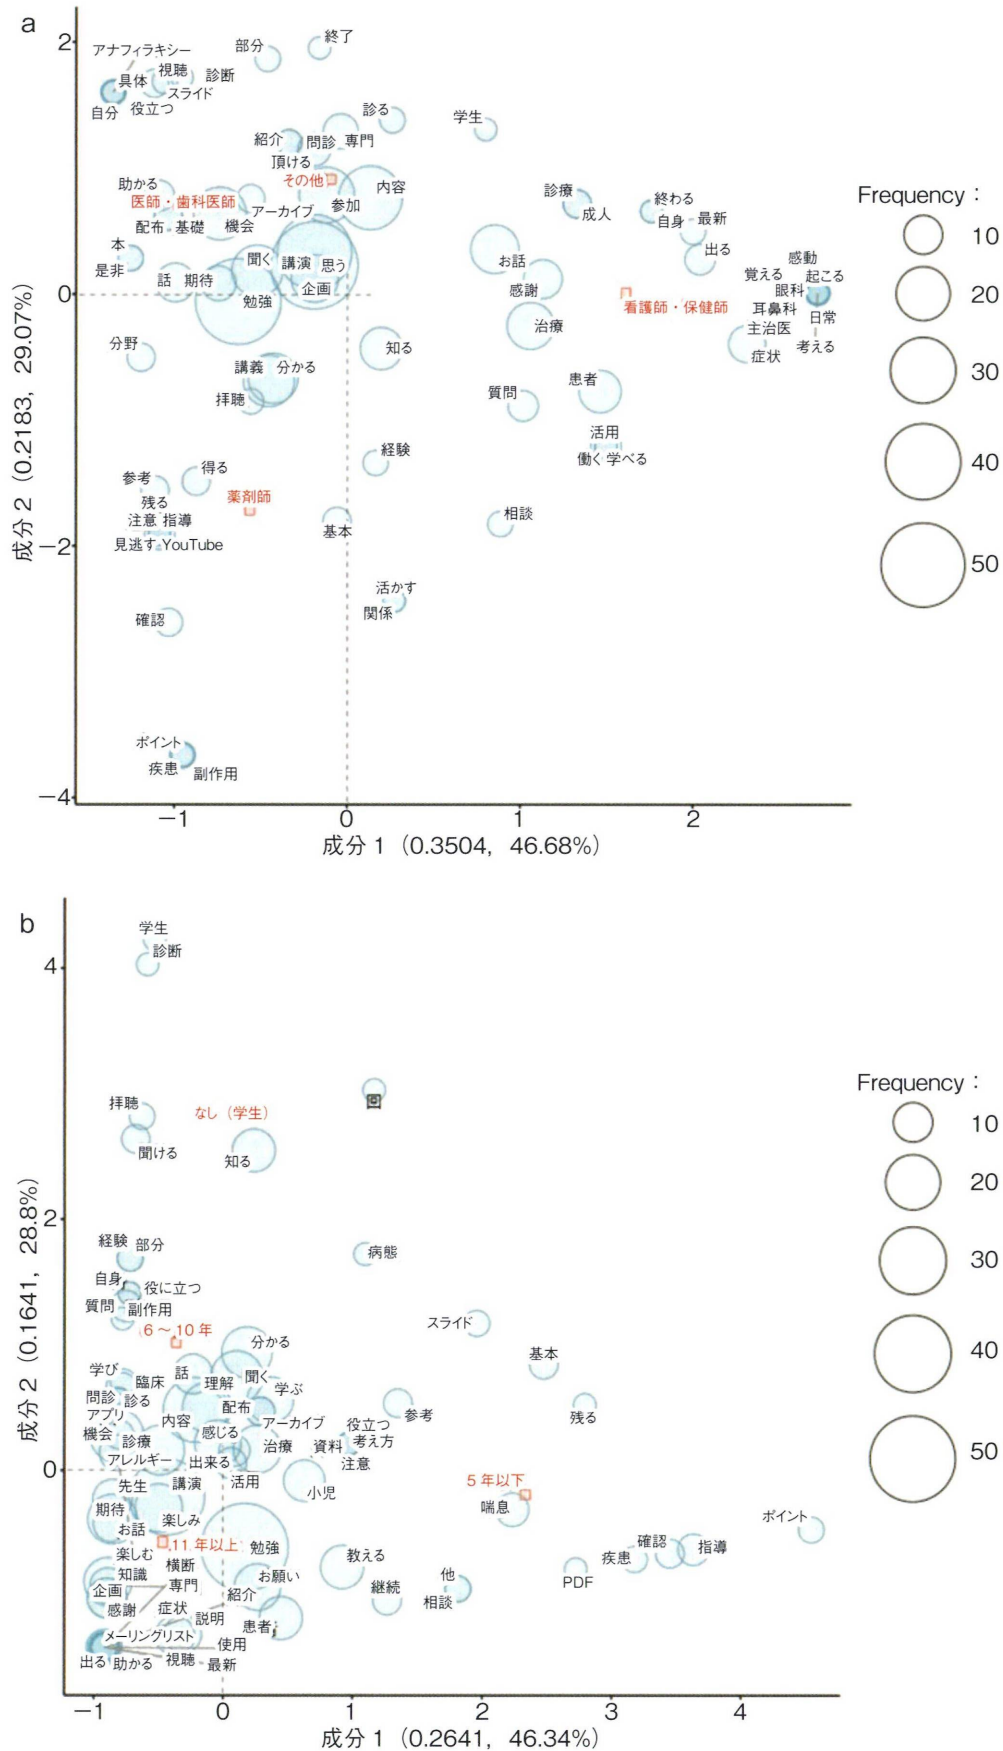 a
成分 2（0.2183, 29.07%）
2
0
−2
−4
アナフィラキシー
具体 視聴 診断
スライド
自分 役立つ
部分
終了
紹介 問診 専門
頂ける
診る
学生
その他
内容
参加
助かる
医師・歯科医師
配布 基礎 機会
アーカイブ
本
是非
話 期待
聞く 講演 思う
企画
勉強
診療
成人
終わる
自身 最新
出る
お話
感謝
治療
感動
覚える 起こる
眼科
耳鼻科 日常
看護師・保健師
主治医
症状
考える
分野
講義 分かる
拝聴
知る
患者
質問
活用
働く 学べる
経験
参考 得る
残る
注意 指導
見逃す YouTube
薬剤師
基本
相談
活かす
関係
確認
ポイント
疾患 副作用
−1
0
1
2
成分 1（0.3504, 46.68%）
Frequency：
10
20
30
40
50
b
成分 2（0.1641, 28.8%）
4
2
0
学生
診断
拝聴
聞ける
なし（学生）
知る
経験 部分
自身
役に立つ
質問 副作用
6～10 年
病態
スライド
基本
残る
分かる
学び 臨床 話 理解 聞く
問診 診る 学ぶ
アプリ 内容 配布
機会 感じる アーカイブ
診療 治療
アレルギー 出来る
活用
資料
役立つ
考え方
注意
参考
先生 講演
小児
期待
お話 楽しみ
5 年以下
喘息
ポイント
楽しむ
11 年以上
勉強
知識 横断
企画 専門
お願い
紹介
感謝 症状 説明
患者
教える
継続
他
相談
PDF
疾患
確認
指導
メーリングリスト
使用
出る 助かる 視聴 最新
−1
0
1
2
3
4
成分 1（0.2641, 46.34%）
Frequency：
10
20
30
40
50